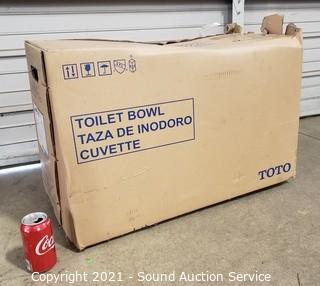 TOILET BOWL
TAZA DE INODORO
CUVETTE
TOTO
Coca-Cola
Copyright 2021 - Sound Auction Service